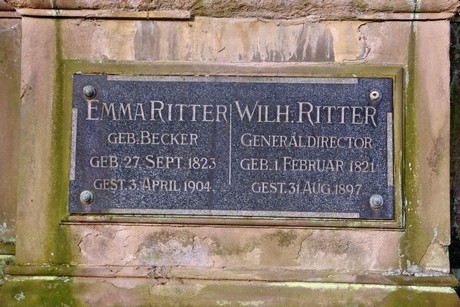 EMMA RITTER
GEB. BECKER
GEB. 27. SEPT. 1823
GEST. 3. APRIL 1904.
WILH. RITTER
GENERALDIRECTOR
GEB. 1. FEBRUAR 1821
GEST. 31 AUG. 1897